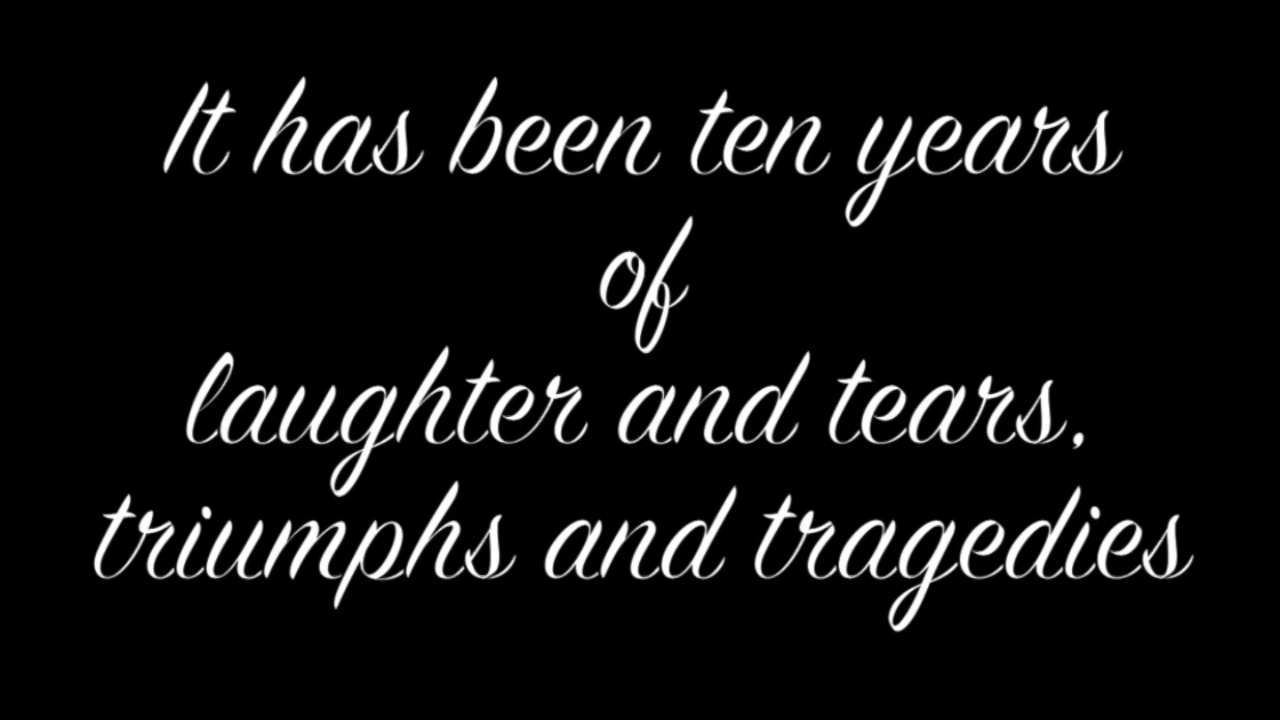 It has been ten years
of
laughter and tears,
triumphs and tragedies